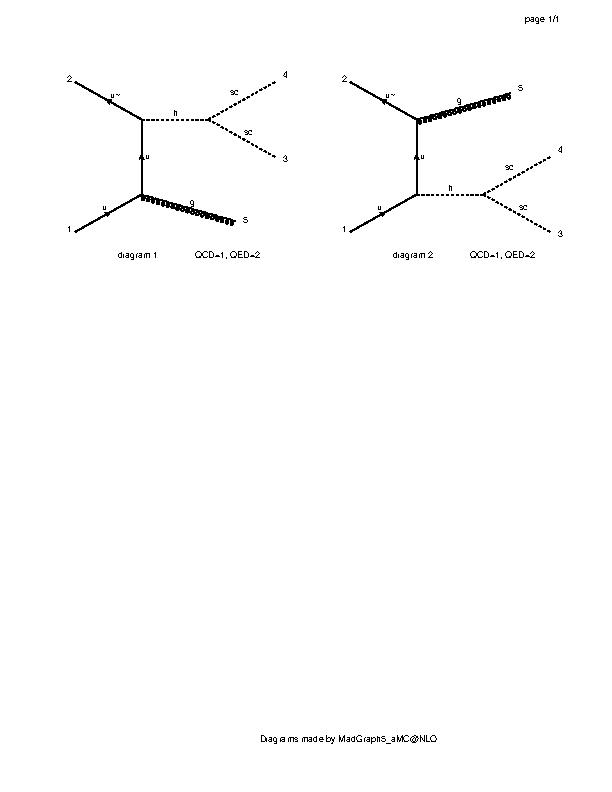 page 1/1
2
u~
h
sc
4
sc
3
u
g
5
u
1
diagram 1 QCD=1, QED=2
2
u~
g
5
u
h
sc
4
sc
3
u
1
diagram 2 QCD=1, QED=2
Diagrams made by MadGraph5_aMC@NLO